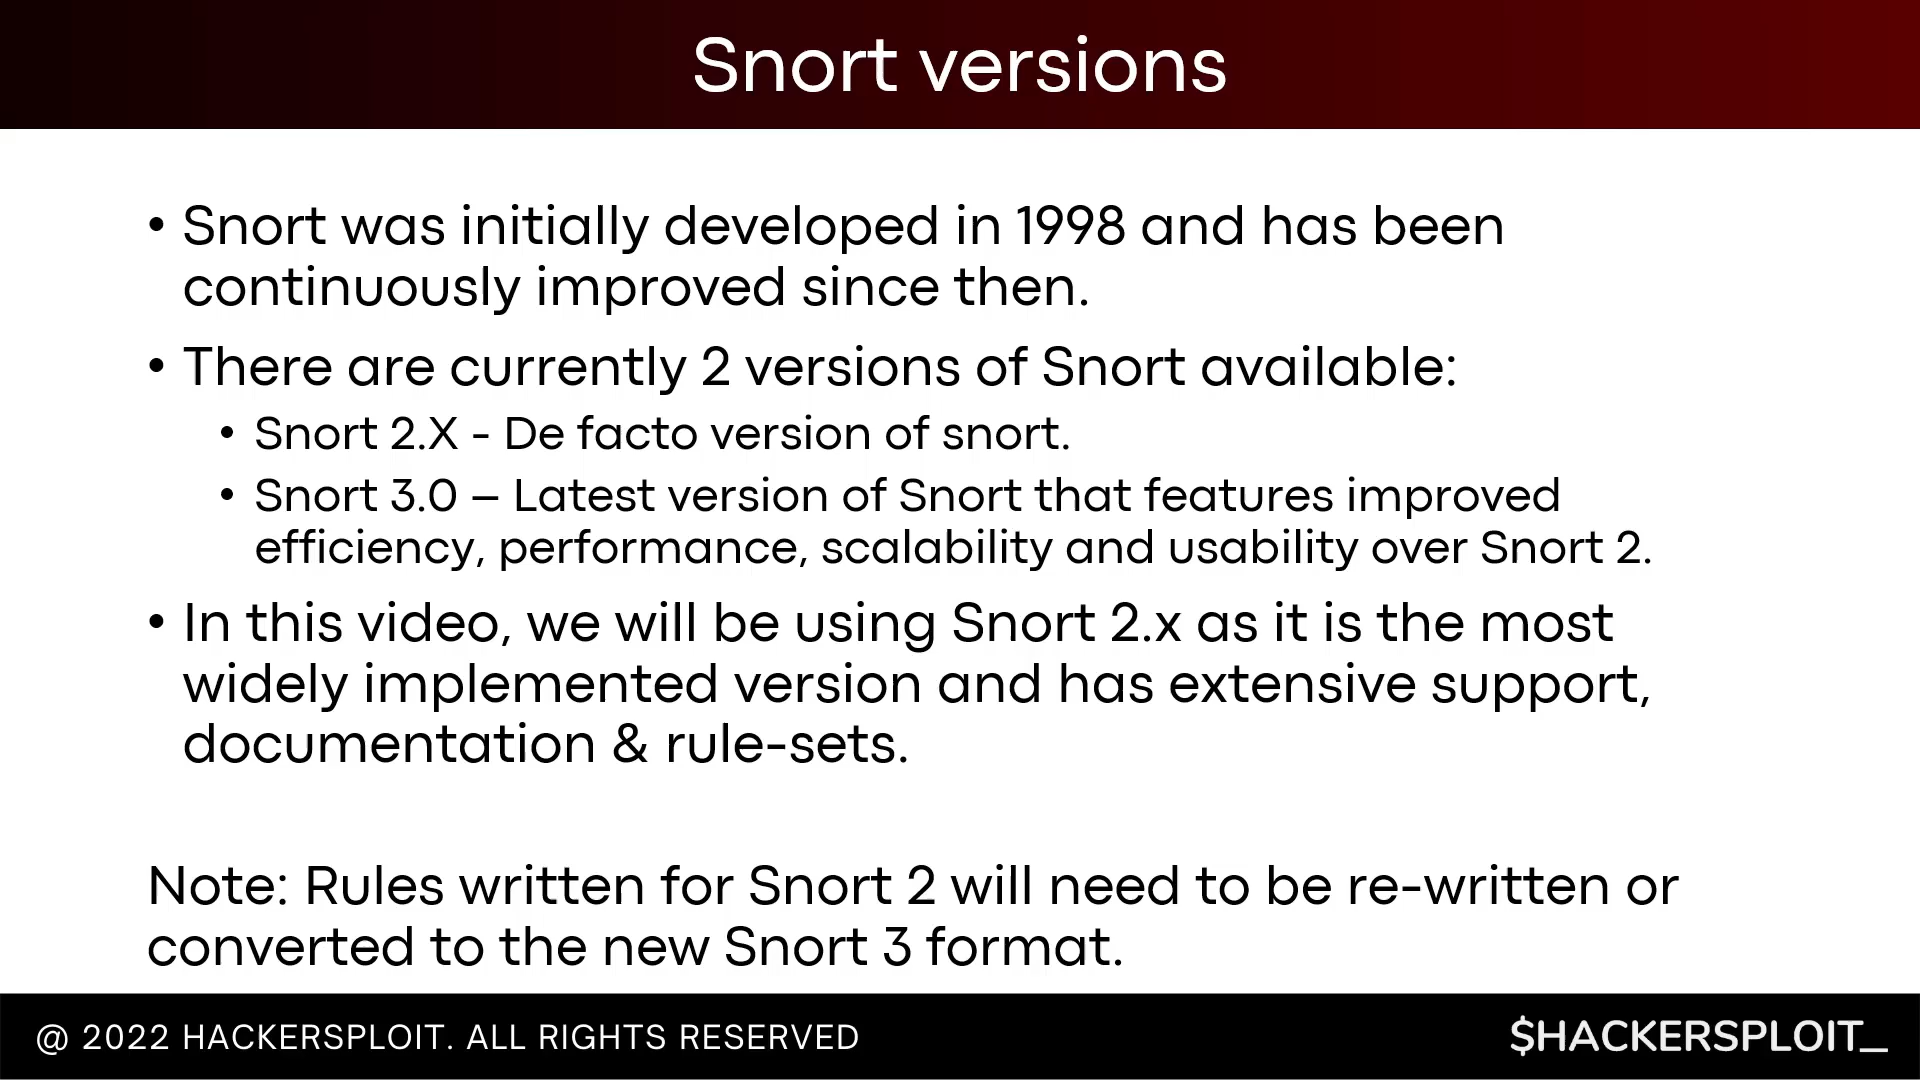 Snort versions
• Snort was initially developed in 1998 and has been
continuously improved since then.
• There are currently 2 versions of Snort available:
• Snort 2.X - De facto version of snort.
• Snort 3.0 – Latest version of Snort that features improved
efficiency, performance, scalability and usability over Snort 2.
• In this video, we will be using Snort 2.x as it is the most
widely implemented version and has extensive support,
documentation & rule-sets.
Note: Rules written for Snort 2 will need to be re-written or
converted to the new Snort 3 format.
@ 2022 HACKERSPLOIT. ALL RIGHTS RESERVED
$HACKERSPLOIT_